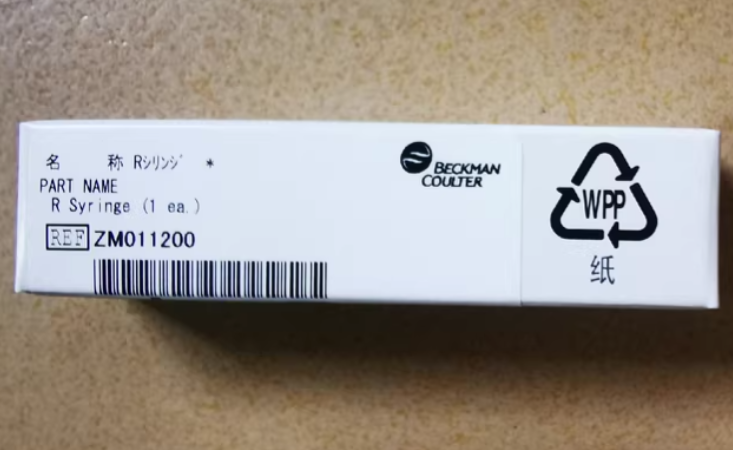 名 称 Rｼﾘﾝｼﾞ *
PART NAME
R Syringe (1 ea.)
REF ZM011200
BECKMAN
COULTER
WPP
纸